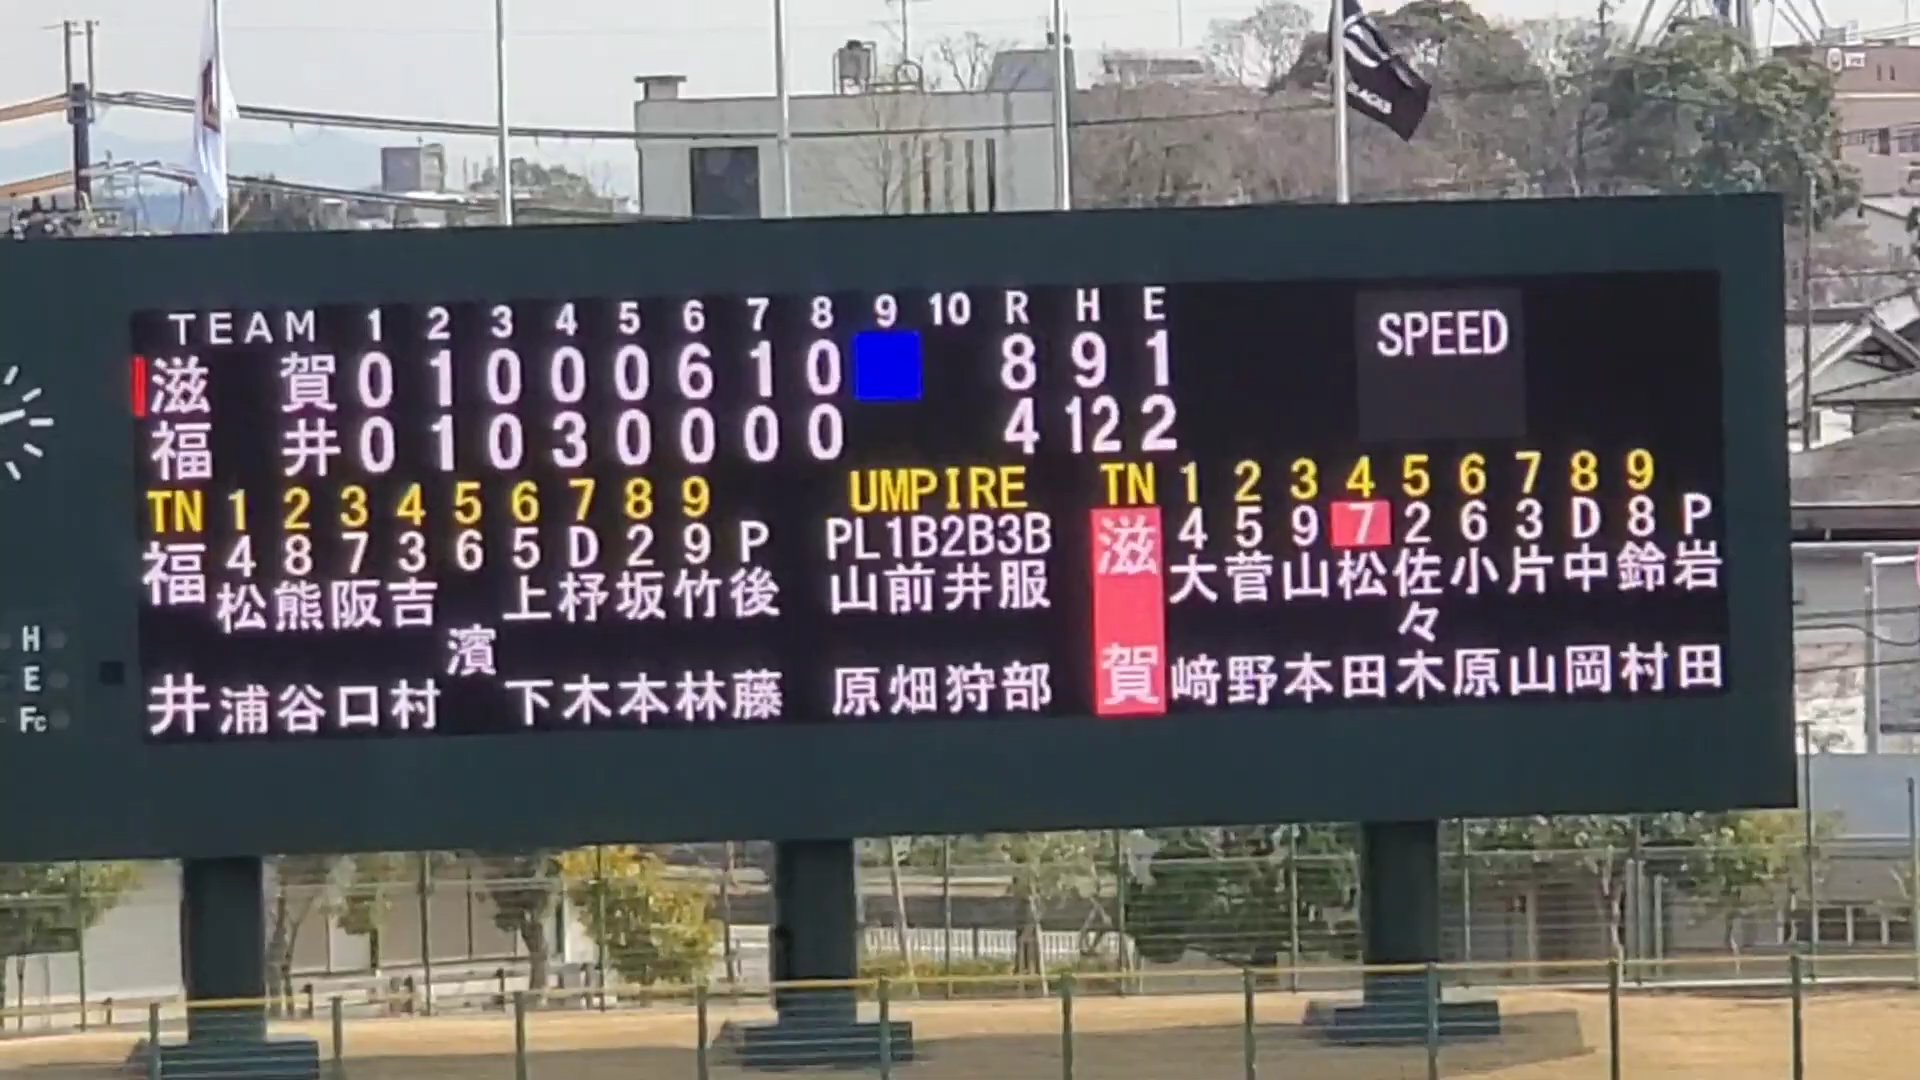 TEAM 1 2 3 4 5 6 7 8 9 10 R H E
滋賀 0 1 0 0 0 6 1 0 8 9 1
福井 0 1 0 3 0 0 0 0 4 12 2
SPEED
TN 1 2 3 4 5 6 7 8 9
福井 4 8 7 3 6 5 D 2 9 P
松浦 熊谷 阪口 吉村 濱 上下 杼木 坂本 竹林 後藤
UMPIRE
PL 1B 2B 3B
山原 前畑 井狩 服部
TN 1 2 3 4 5 6 7 8 9
滋賀 4 5 9 7 2 6 3 D 8 P
大﨑 菅野 山本 松田 佐々木 小原 片山 中岡 鈴村 岩田
H
E
Fc